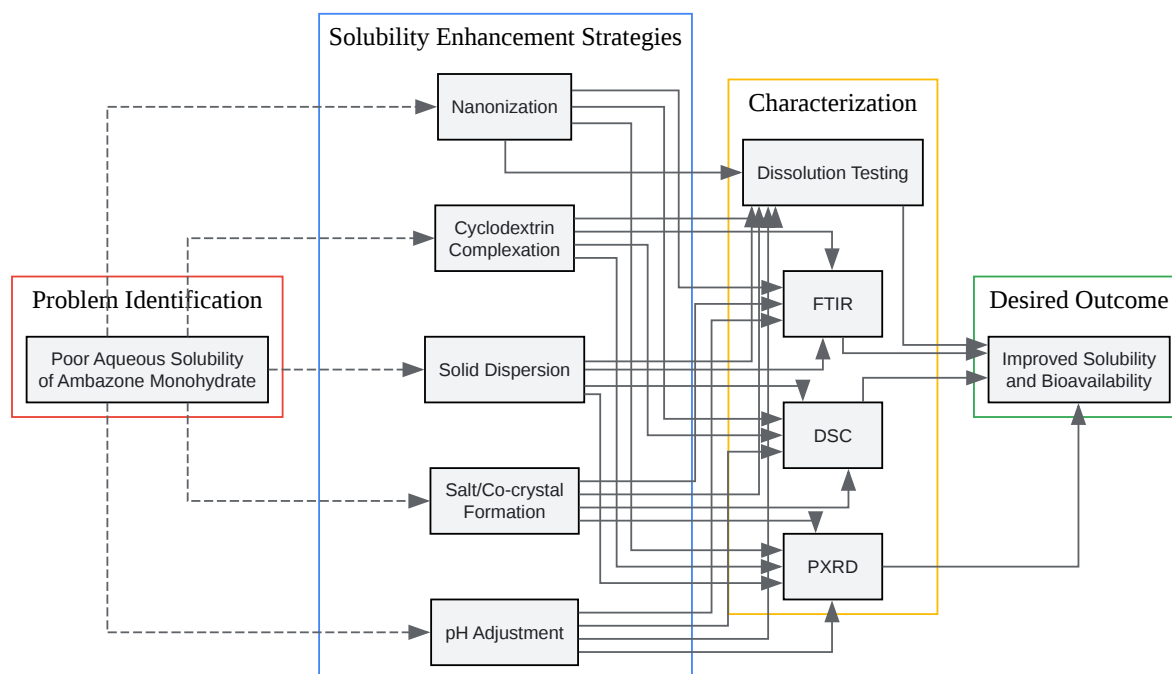 Problem Identification
Poor Aqueous Solubility
of Ambazone Monohydrate
Solubility Enhancement Strategies
Nanonization
Cyclodextrin
Complexation
Solid Dispersion
Salt/Co-crystal
Formation
pH Adjustment
Characterization
Dissolution Testing
FTIR
DSC
PXRD
Desired Outcome
Improved Solubility
and Bioavailability